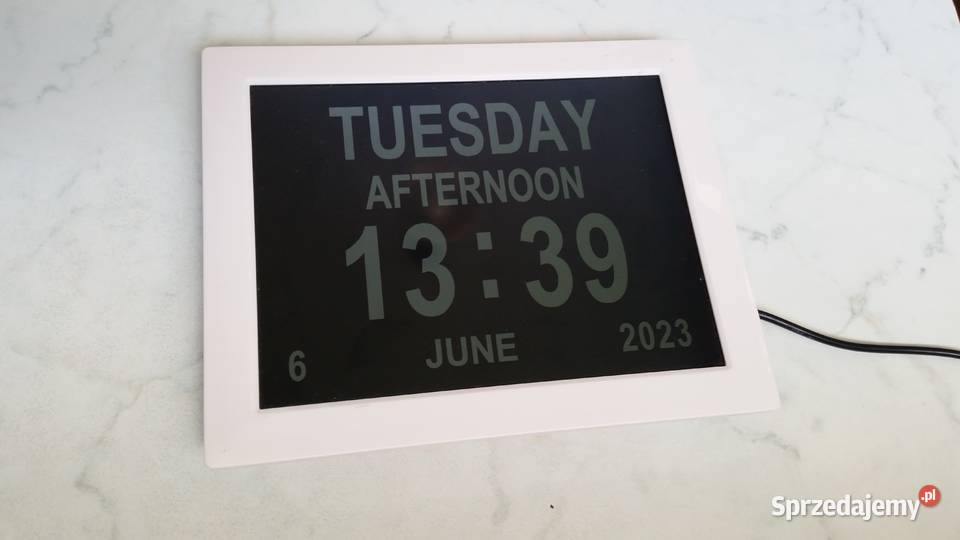 TUESDAY
AFTERNOON
13:39
6 JUNE 2023
Sprzedajemy.pl